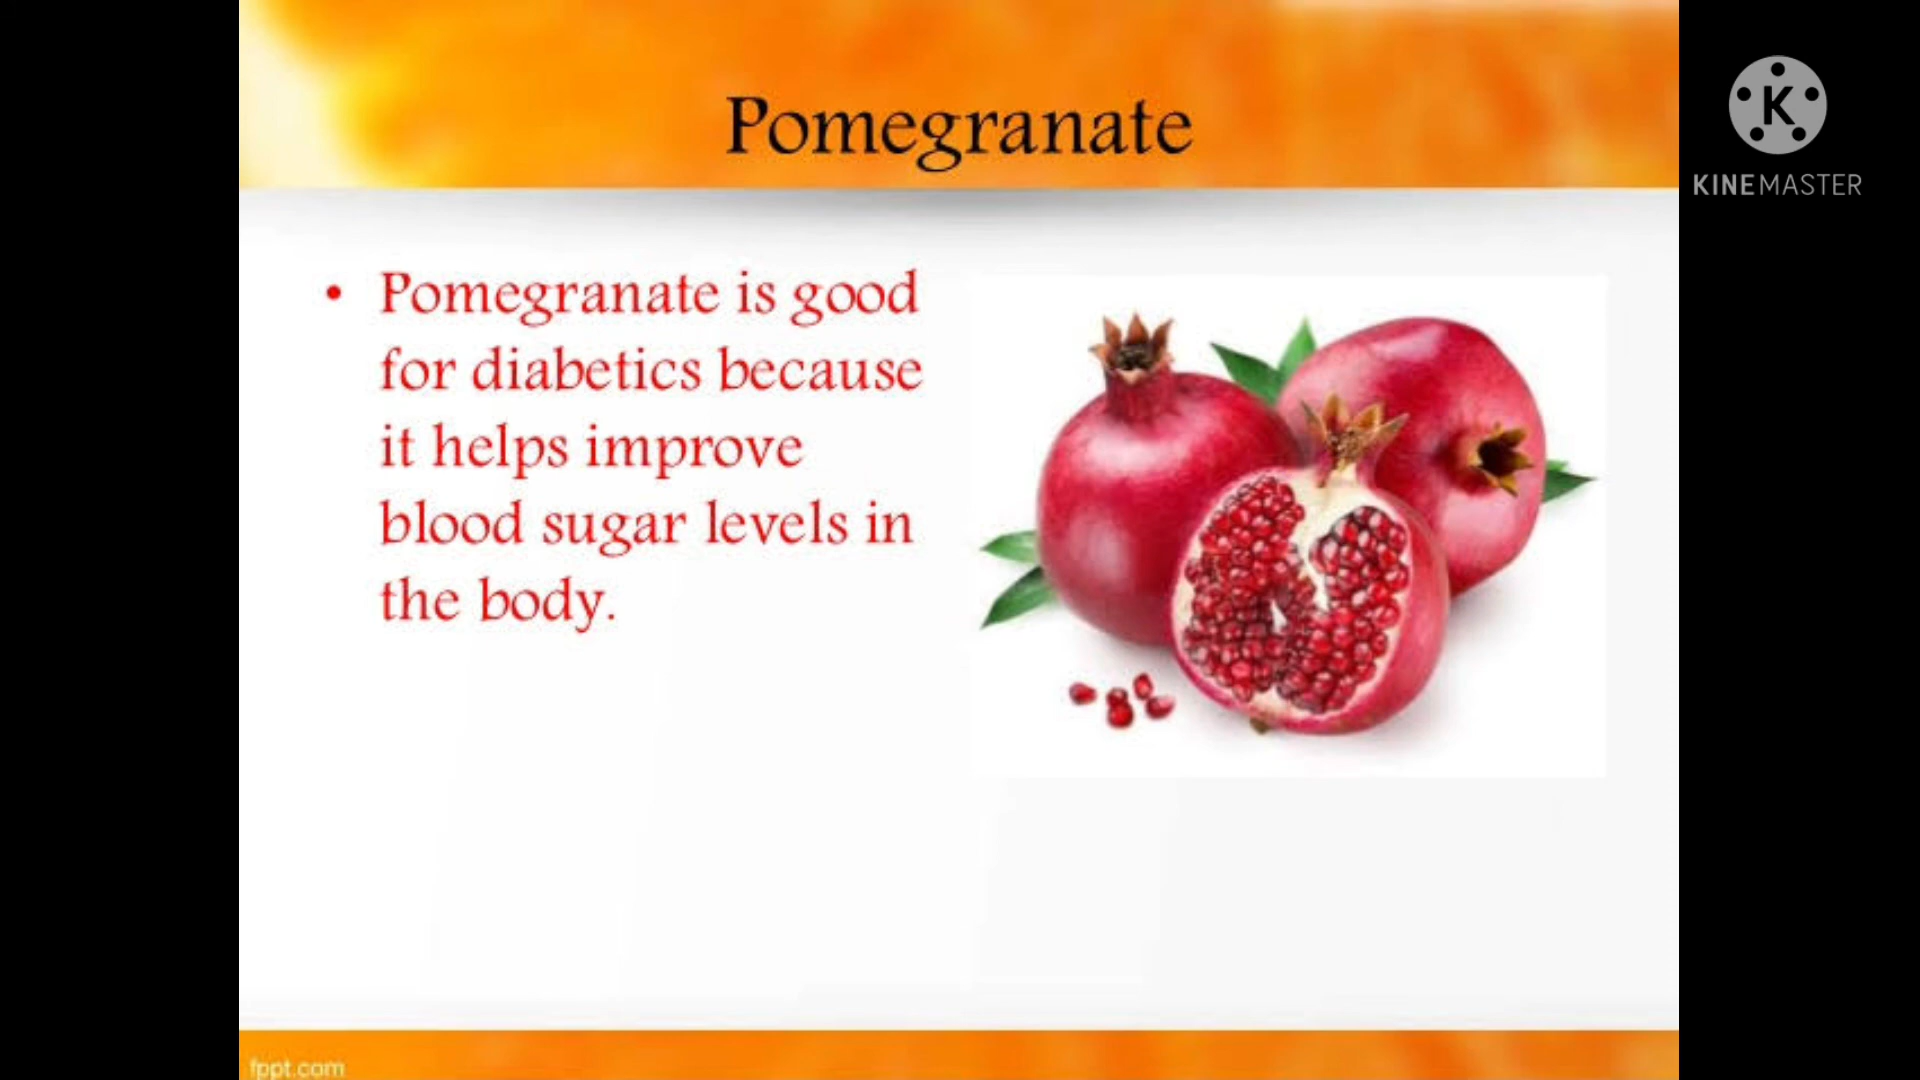 Pomegranate
K
KINEMASTER
• Pomegranate is good
for diabetics because
it helps improve
blood sugar levels in
the body.
fppt.com